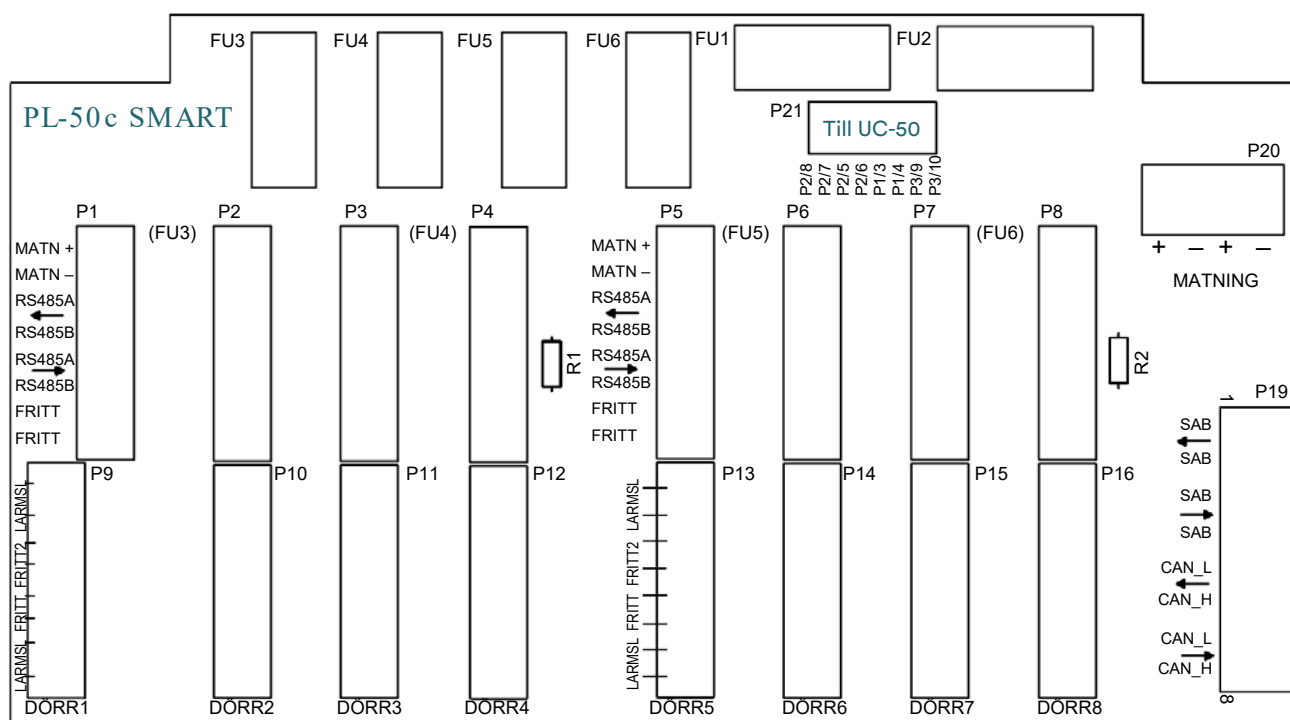 FU3
FU4
FU5
FU6
FU1
FU2
PL-50c SMART
P21
Till UC-50
P2/8
P2/7
P2/5
P2/6
P1/3
P1/4
P3/9
P3/10
P20
+ – + –
MATNING
P1
(FU3)
P2
P3
(FU4)
P4
P5
(FU5)
P6
P7
(FU6)
P8
MATN +
MATN –
RS485A
RS485B
RS485A
RS485B
FRITT
FRITT
R1
MATN +
MATN –
RS485A
RS485B
RS485A
RS485B
FRITT
FRITT
R2
1
P19
SAB
SAB
SAB
SAB
CAN_L
CAN_H
CAN_L
CAN_H
8
P9
P10
P11
P12
P13
P14
P15
P16
LARMSL
FRITT2
FRITT
LARMSL
LARMSL
FRITT2
FRITT
LARMSL
DÖRR1
DÖRR2
DÖRR3
DÖRR4
DÖRR5
DÖRR6
DÖRR7
DÖRR8